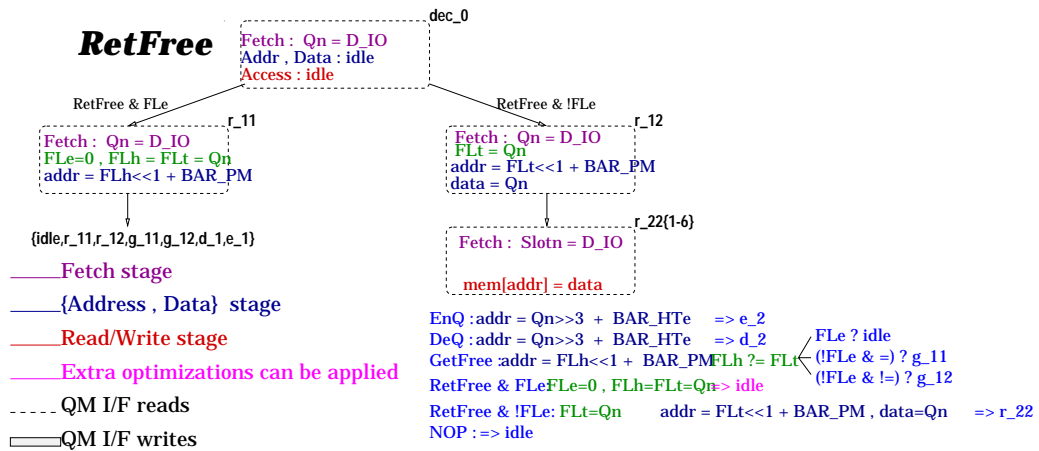 dec_0
RetFree
Fetch : Qn = D_IO
Addr , Data : idle
Access : idle
RetFree & FLe
RetFree & !FLe
r_11
Fetch : Qn = D_IO
FLe=0 , FLh = FLt = Qn
addr = FLh<<1 + BAR_PM
r_12
Fetch : Qn = D_IO
FLt = Qn
addr = FLt<<1 + BAR_PM
data = Qn
{idle,r_11,r_12,g_11,g_12,d_1,e_1}
r_22{1-6}
Fetch : Slotn = D_IO
mem[addr] = data
Fetch stage
{Address , Data} stage
Read/Write stage
Extra optimizations can be applied
QM I/F reads
QM I/F writes
EnQ : addr = Qn>>3 + BAR_HTe => e_2
DeQ : addr = Qn>>3 + BAR_HTe => d_2
GetFree :addr = FLh<<1 + BAR_PM FLh ?= FLt
FLe ? idle
(!FLe & =) ? g_11
(!FLe & !=) ? g_12
RetFree & FLe: FLe=0 , FLh=FLt=Qn => idle
RetFree & !FLe: FLt=Qn addr = FLt<<1 + BAR_PM , data=Qn => r_22
NOP : => idle